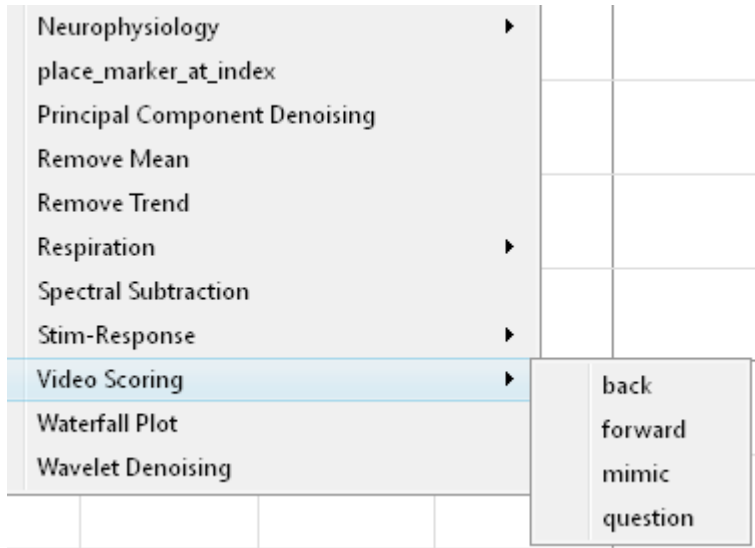 Neurophysiology
place_marker_at_index
Principal Component Denoising
Remove Mean
Remove Trend
Respiration
Spectral Subtraction
Stim-Response
Video Scoring
Waterfall Plot
Wavelet Denoising
back
forward
mimic
question